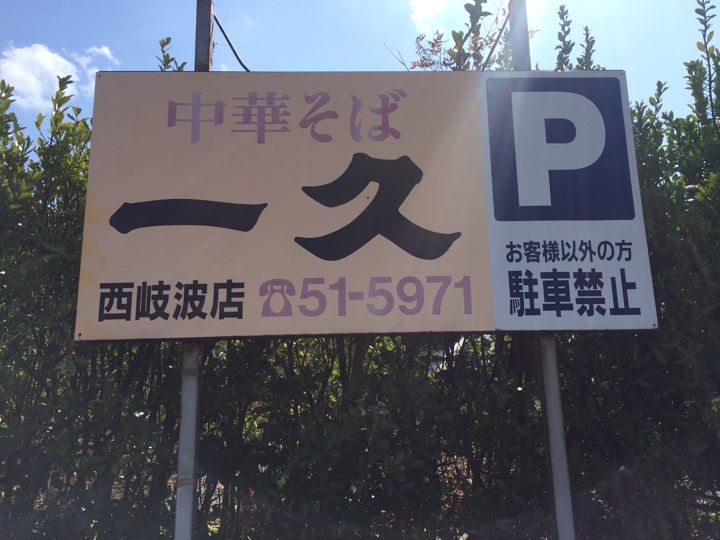 中華そば
一久
西岐波店 ☎51-5971
P
お客様以外の方
駐車禁止